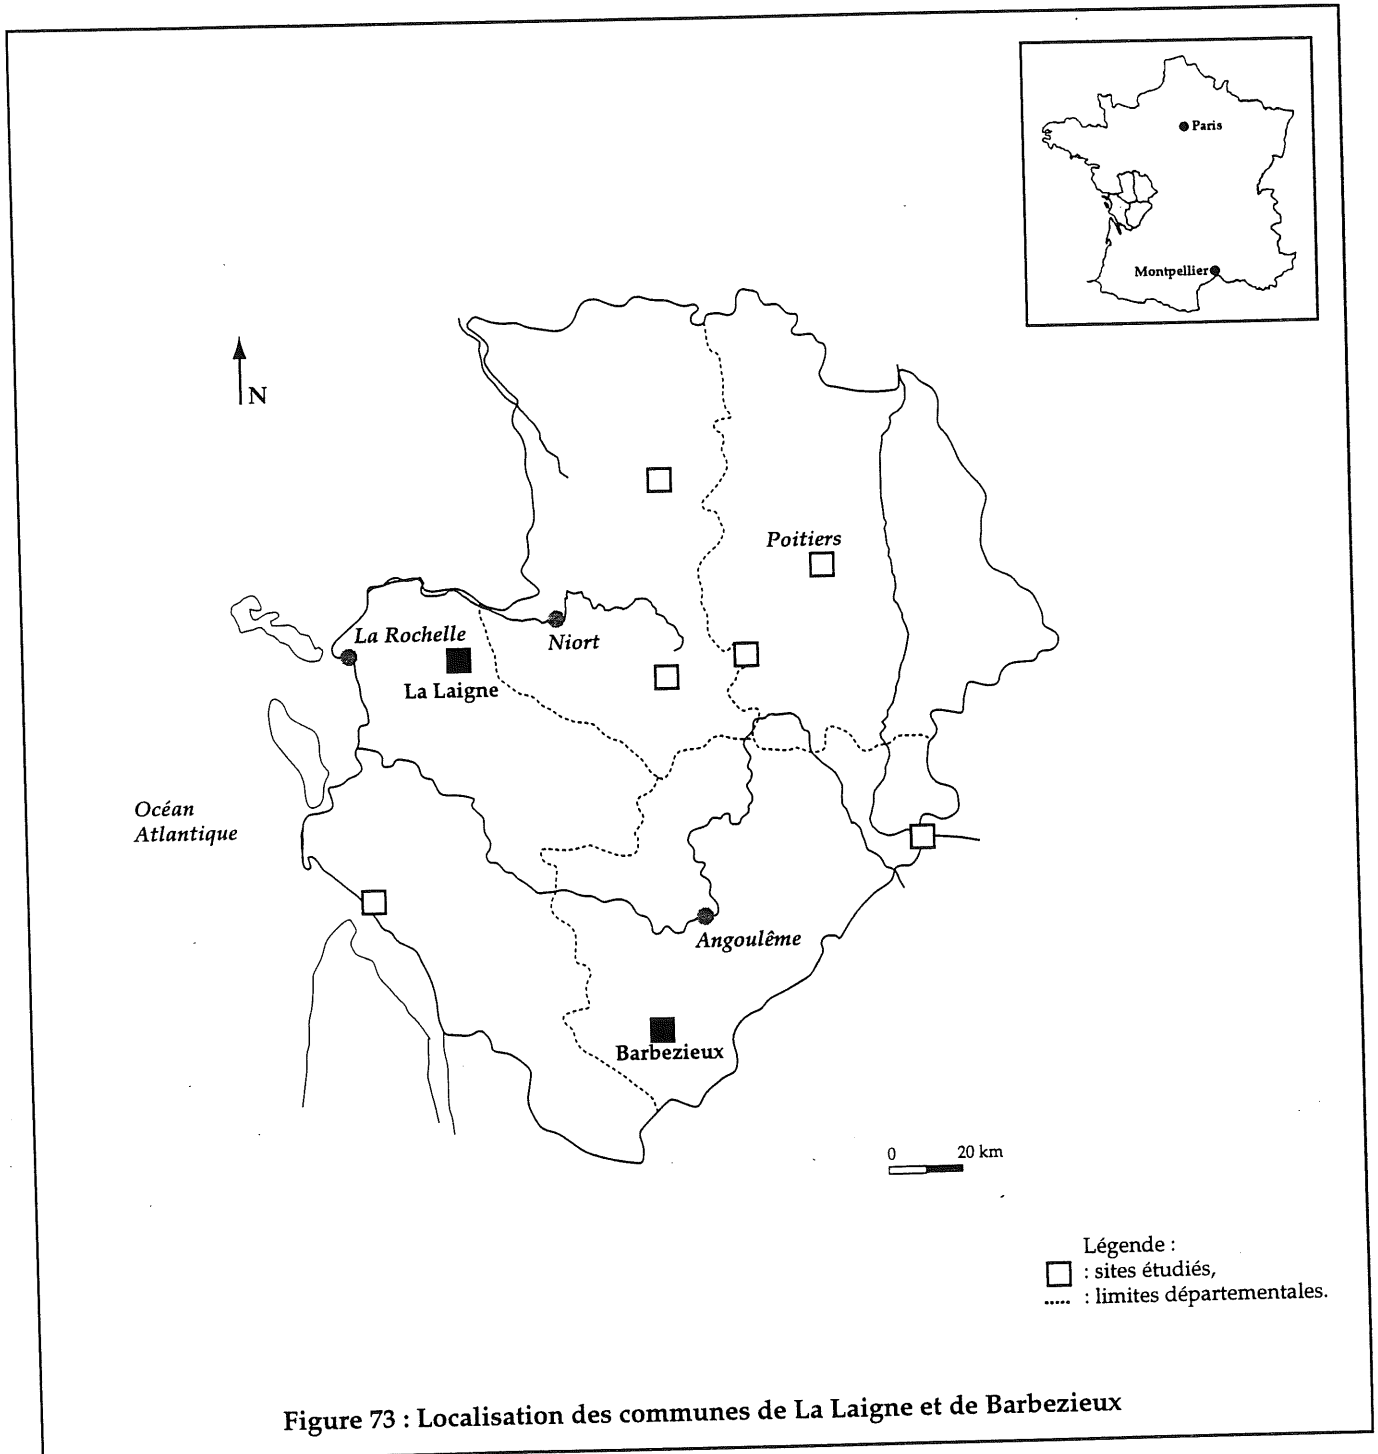 Paris
Montpellier
N
Poitiers
La Rochelle
Niort
La Laigne
Océan
Atlantique
Angoulême
Barbezieux
0 20 km
Légende :
: sites étudiés,
: limites départementales.
Figure 73 : Localisation des communes de La Laigne et de Barbezieux